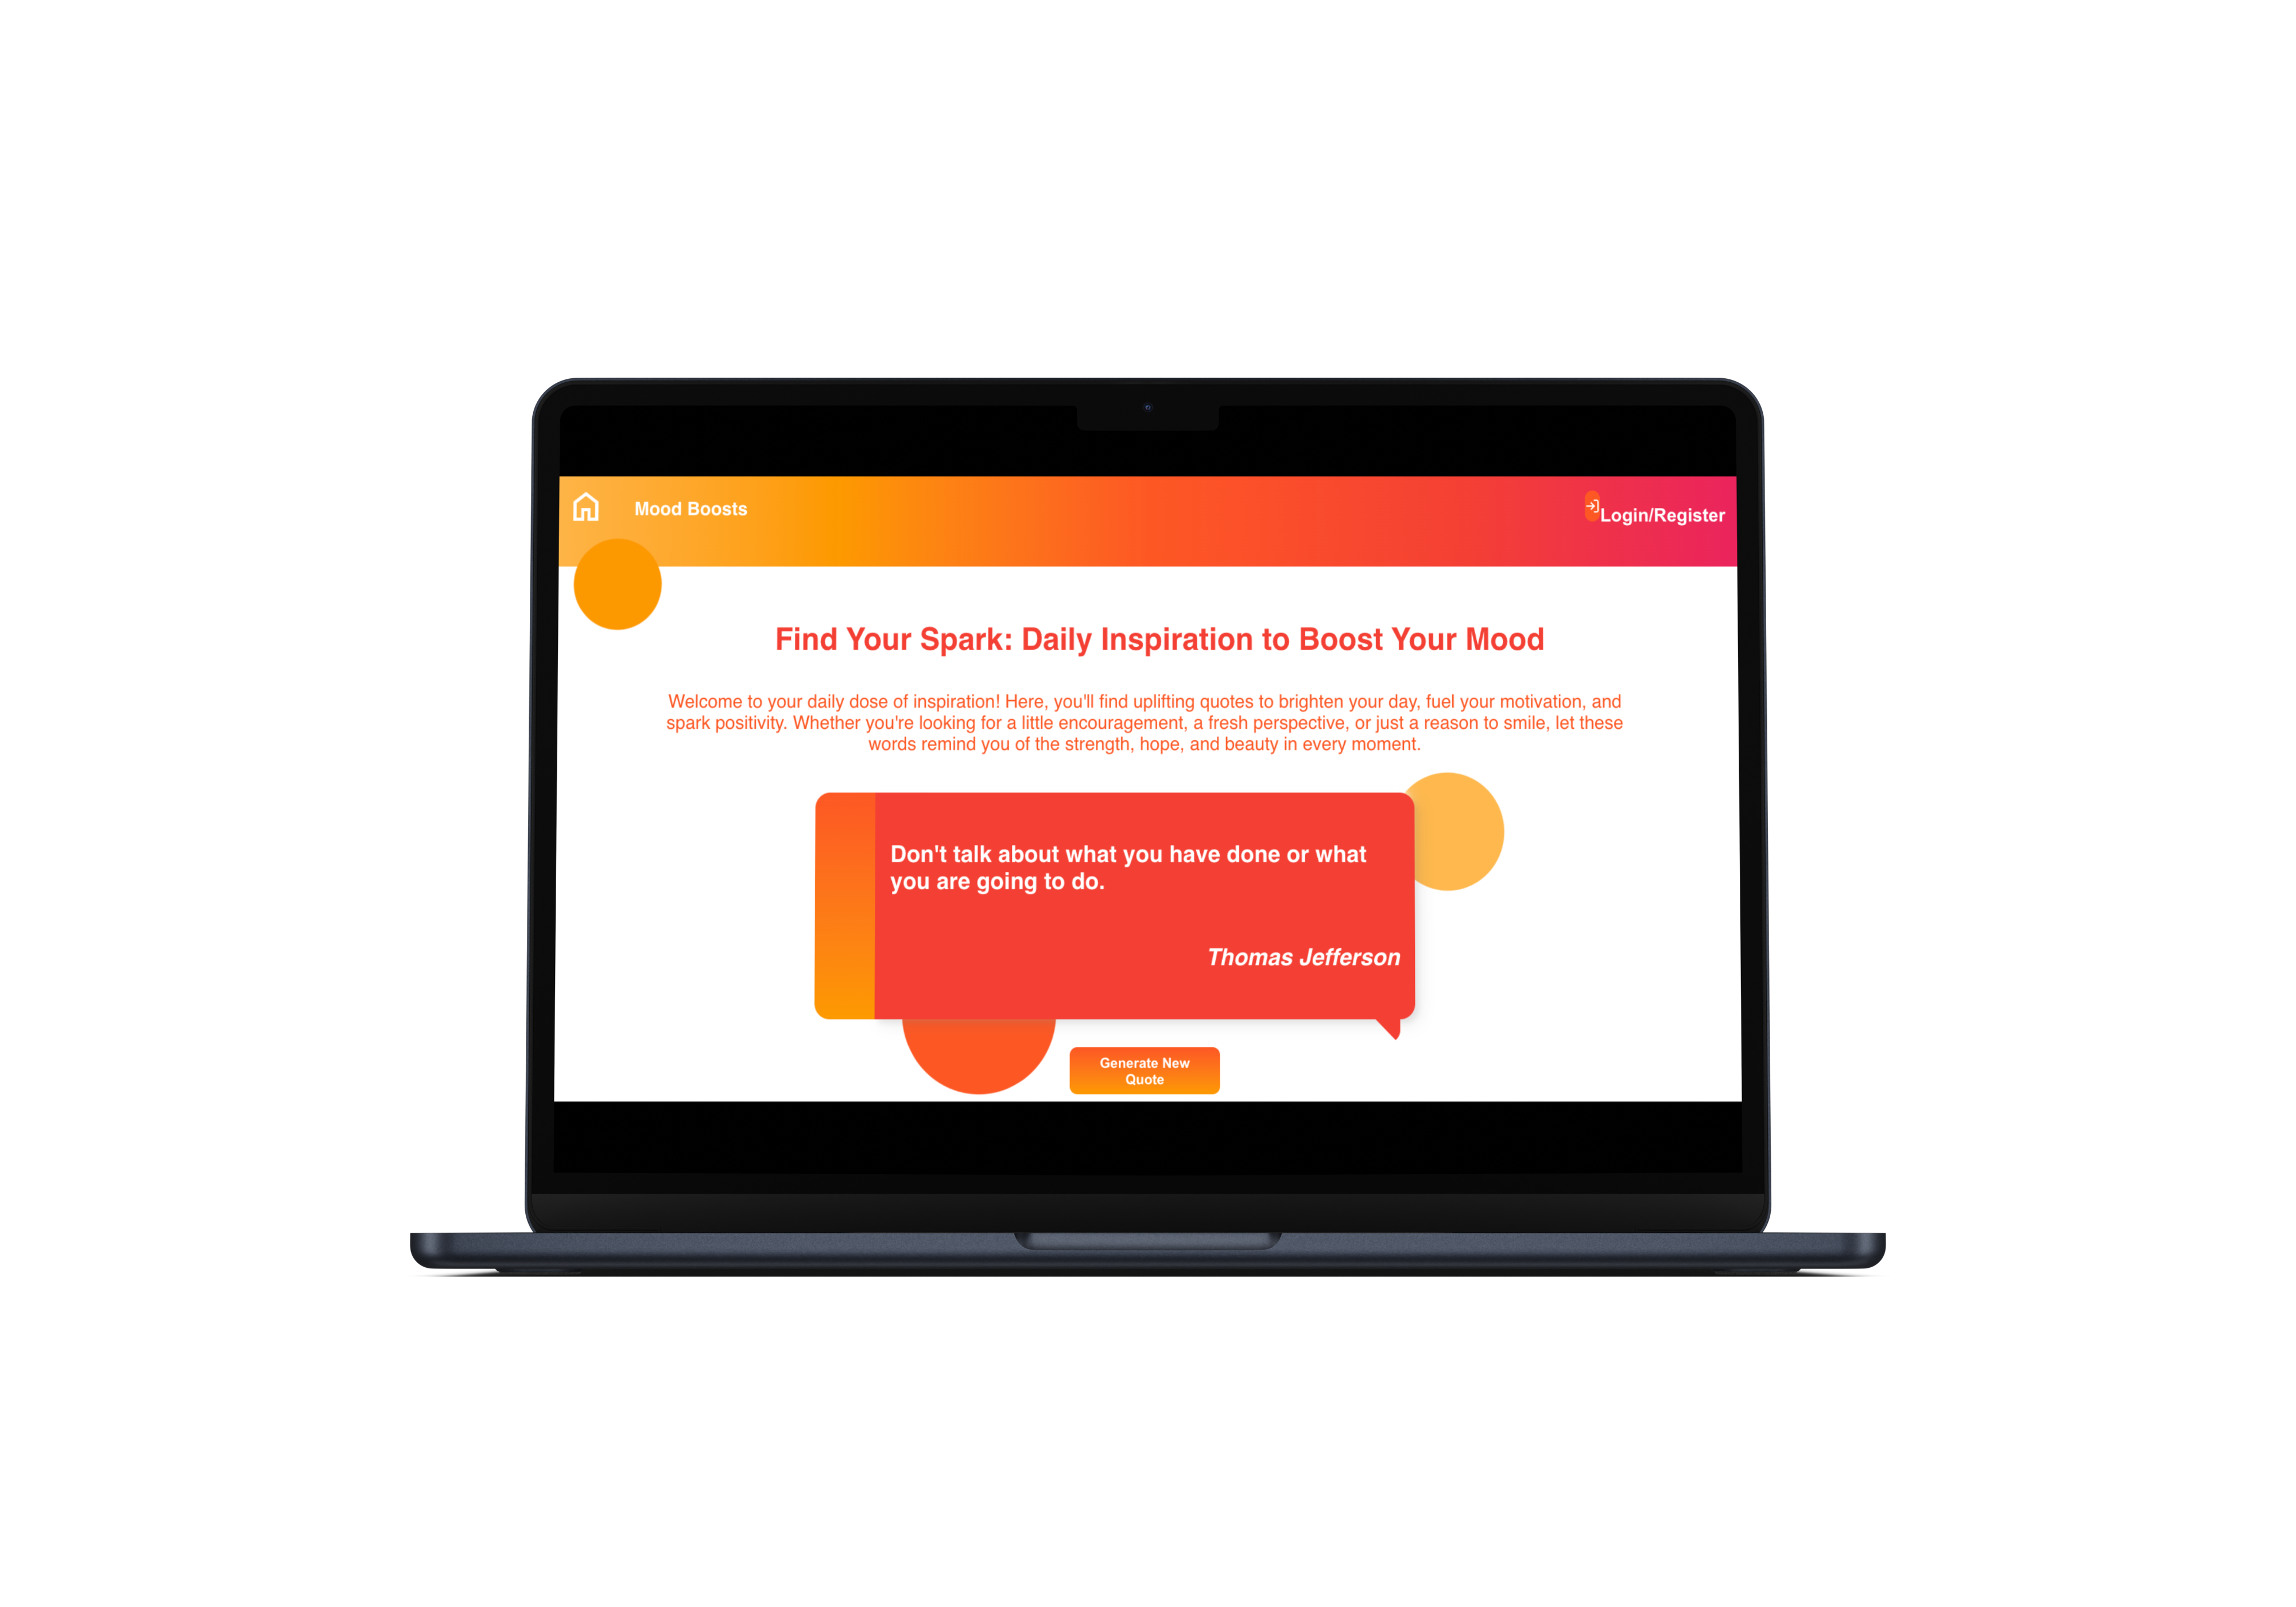 Mood Boosts
Login/Register
Find Your Spark: Daily Inspiration to Boost Your Mood
Welcome to your daily dose of inspiration! Here, you'll find uplifting quotes to brighten your day, fuel your motivation, and
spark positivity. Whether you're looking for a little encouragement, a fresh perspective, or just a reason to smile, let these
words remind you of the strength, hope, and beauty in every moment.
Don't talk about what you have done or what
you are going to do.
Thomas Jefferson
Generate New
Quote